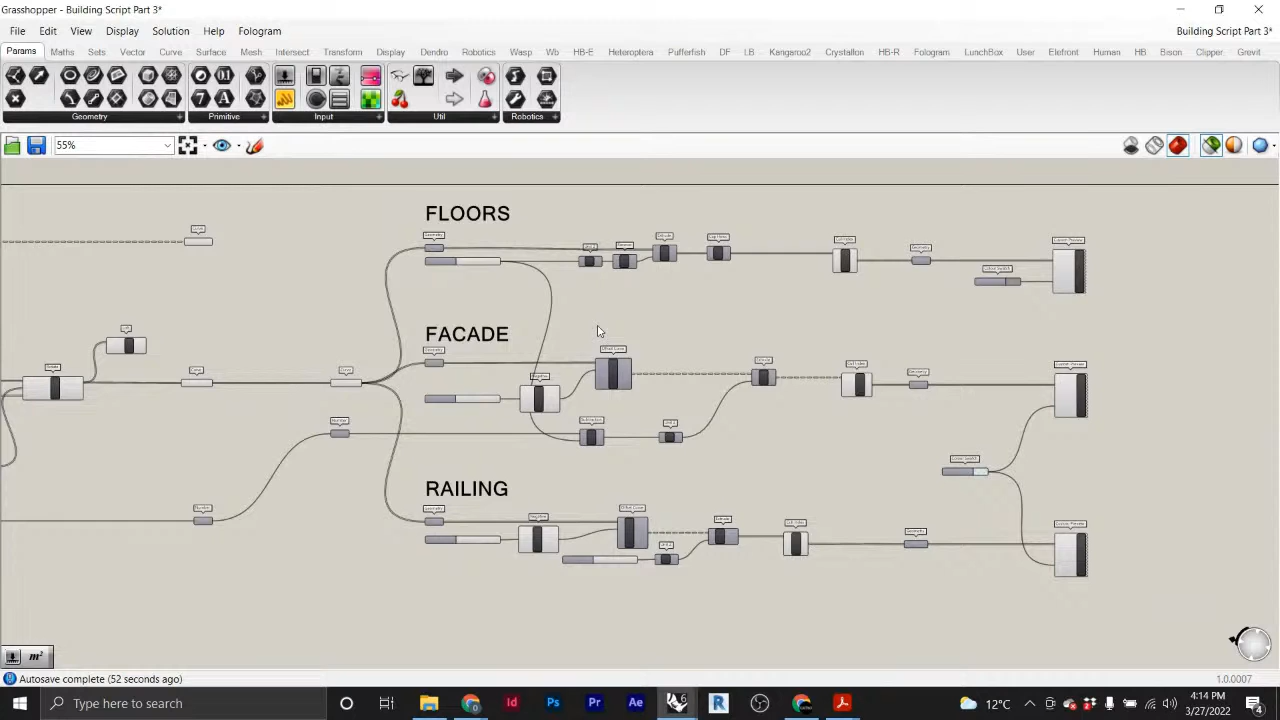 Grasshopper - Building Script Part 3*
File Edit View Display Solution Help Fologram
Building Script Part 3*
Params Maths Sets Vector Curve Surface Mesh Intersect Transform Display Dendro Robotics Wasp Wb HB-E Heteroptera Pufferfish DF LB Kangaroo2 Crystallon HB-R Fologram LunchBox User Elefront Human HB Bison Clipper Grevit
Geometry Primitive Input Util Robotics
55%
FLOORS
FACADE
RAILING
m²
Autosave complete (52 seconds ago)
1.0.0007
Type here to search
12°C
4:14 PM
3/27/2022